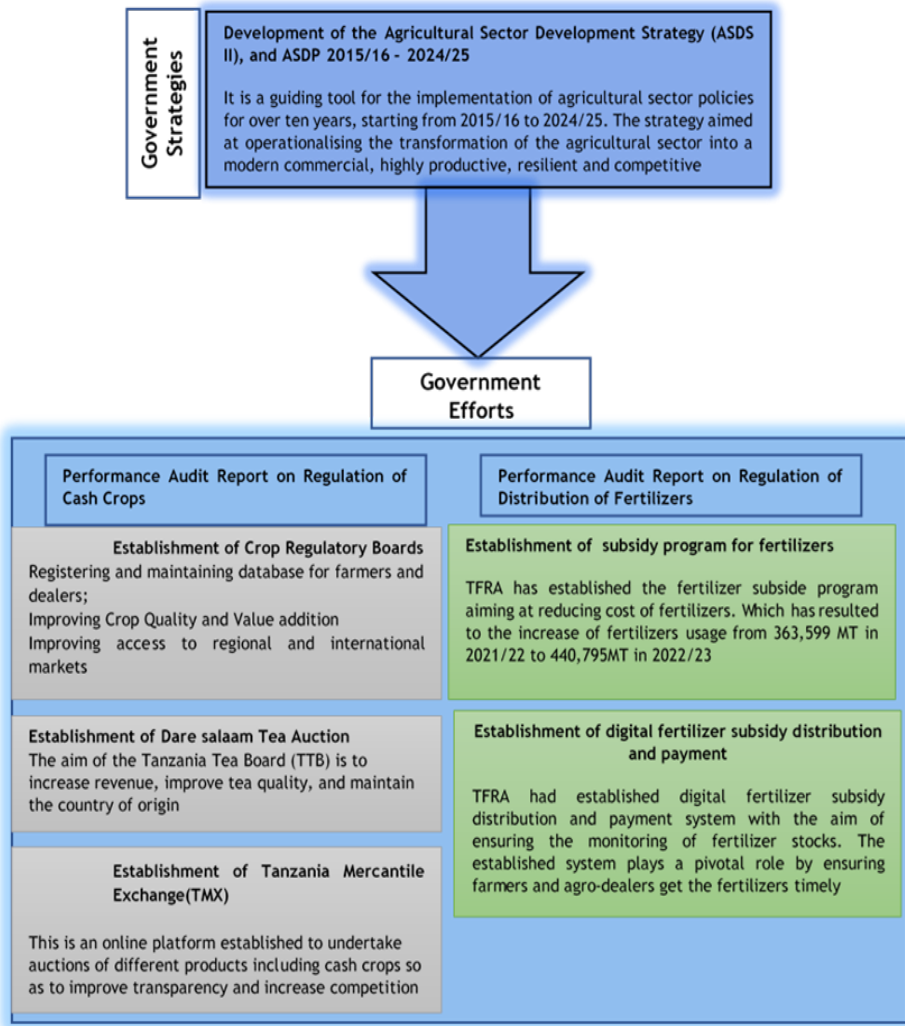 Government
Strategies
Development of the Agricultural Sector Development Strategy (ASDS
II), and ASDP 2015/16 - 2024/25
It is a guiding tool for the implementation of agricultural sector policies
for over ten years, starting from 2015/16 to 2024/25. The strategy aimed
at operationalising the transformation of the agricultural sector into a
modern commercial, highly productive, resilient and competitive
Government
Efforts
Performance Audit Report on Regulation of
Cash Crops
Establishment of Crop Regulatory Boards
Registering and maintaining database for farmers and
dealers;
Improving Crop Quality and Value addition
Improving access to regional and international
markets
Establishment of Dare salaam Tea Auction
The aim of the Tanzania Tea Board (TTB) is to
increase revenue, improve tea quality, and maintain
the country of origin
Establishment of Tanzania Mercantile
Exchange(TMX)
This is an online platform established to undertake
auctions of different products including cash crops so
as to improve transparency and increase competition
Performance Audit Report on Regulation of
Distribution of Fertilizers
Establishment of subsidy program for fertilizers
TFRA has established the fertilizer subside program
aiming at reducing cost of fertilizers. Which has resulted
to the increase of fertilizers usage from 363,599 MT in
2021/22 to 440,795MT in 2022/23
Establishment of digital fertilizer subsidy distribution
and payment
TFRA had established digital fertilizer subsidy
distribution and payment system with the aim of
ensuring the monitoring of fertilizer stocks. The
established system plays a pivotal role by ensuring
farmers and agro-dealers get the fertilizers timely